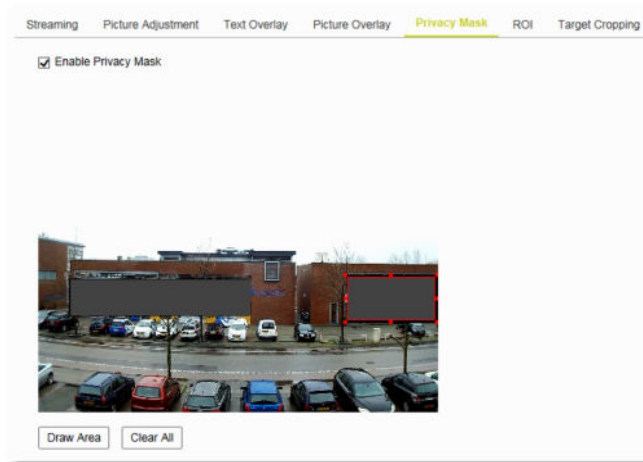 Streaming Picture Adjustment Text Overlay Picture Overlay Privacy Mask ROI Target Cropping
Enable Privacy Mask
Draw Area Clear All